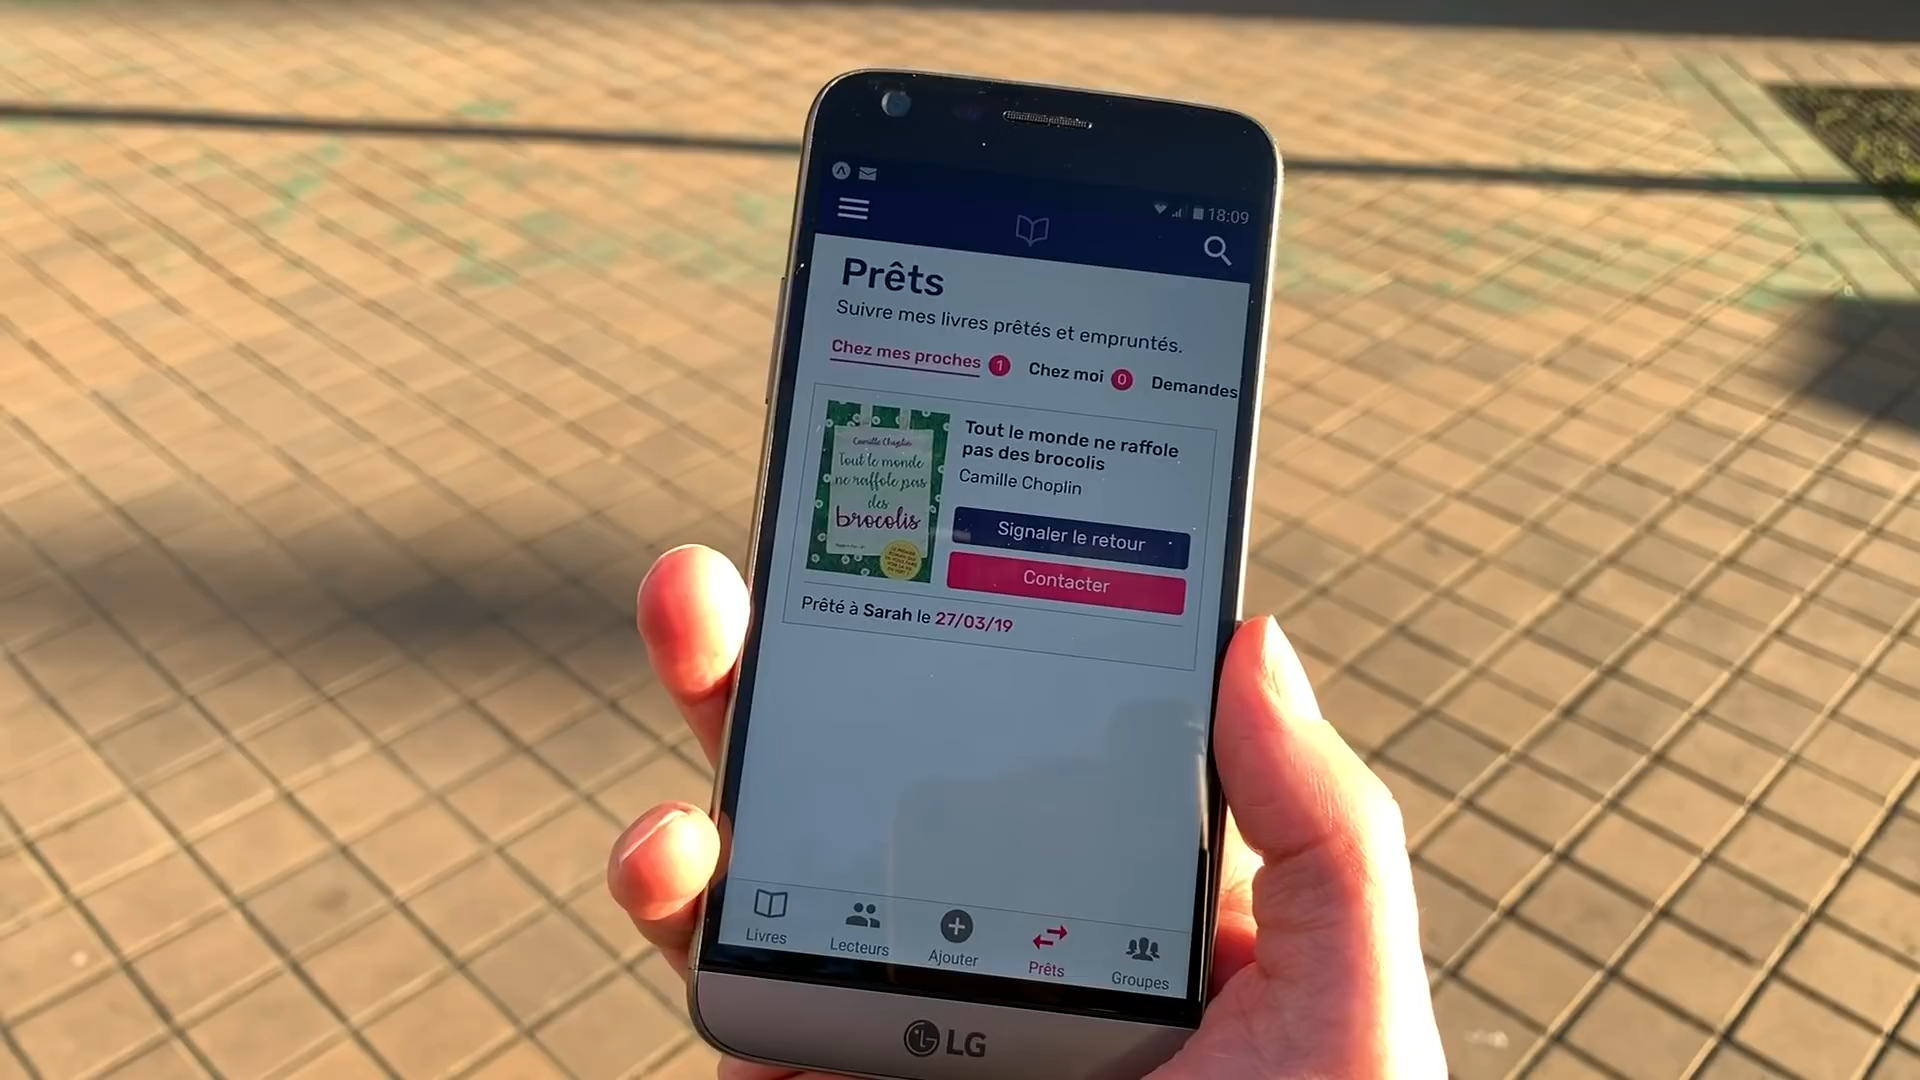 18:09
Prêts
Suivre mes livres prêtés et empruntés.
Chez mes proches 1 Chez moi 0 Demandes
Camille Choplin
Tout le monde
ne raffole pas
des
brocolis
Tout le monde ne raffole
pas des brocolis
Camille Choplin
Signaler le retour
Contacter
Prêté à Sarah le 27/03/19
Livres Lecteurs Ajouter Prêts Groupes
LG